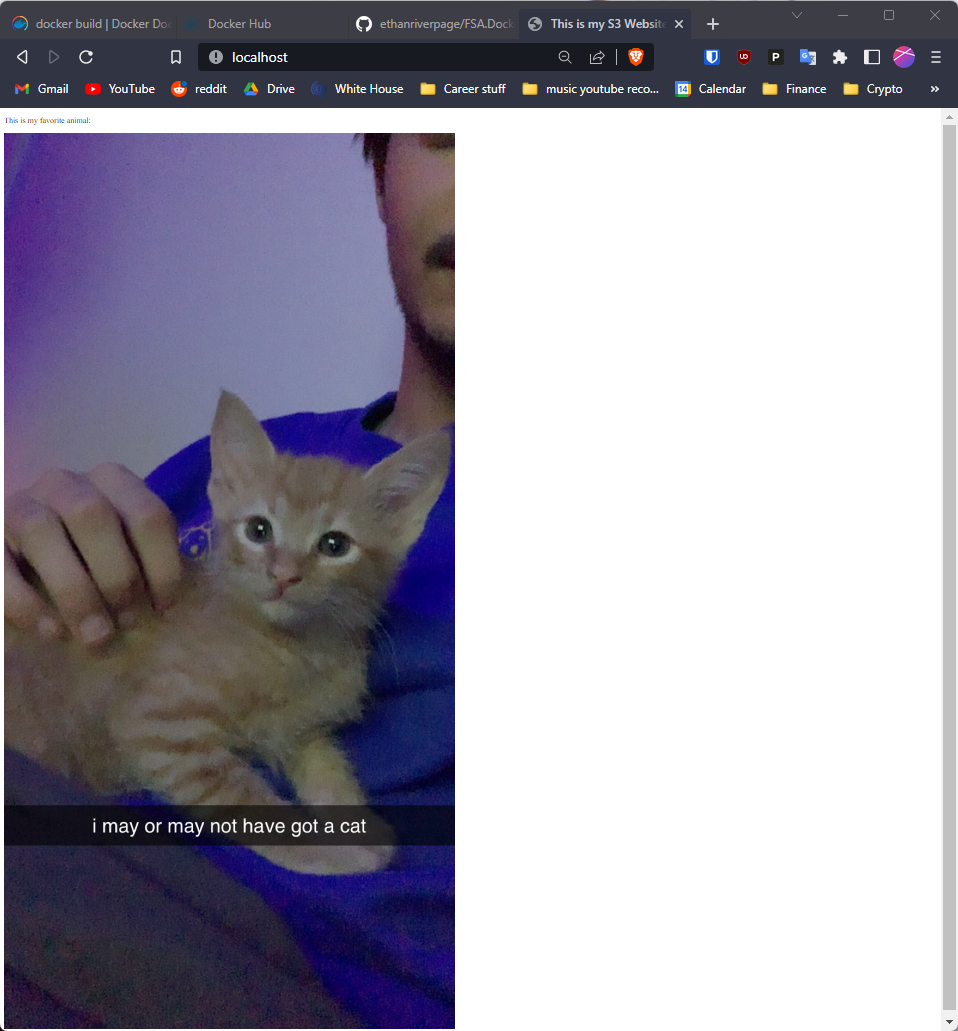 docker build | Docker Doc
Docker Hub
ethanriverpage/FSA.Dock
This is my S3 Website
localhost
Gmail
YouTube
reddit
Drive
White House
Career stuff
music youtube reco...
14
Calendar
Finance
Crypto
»
This is my favorite animal:
i may or may not have got a cat